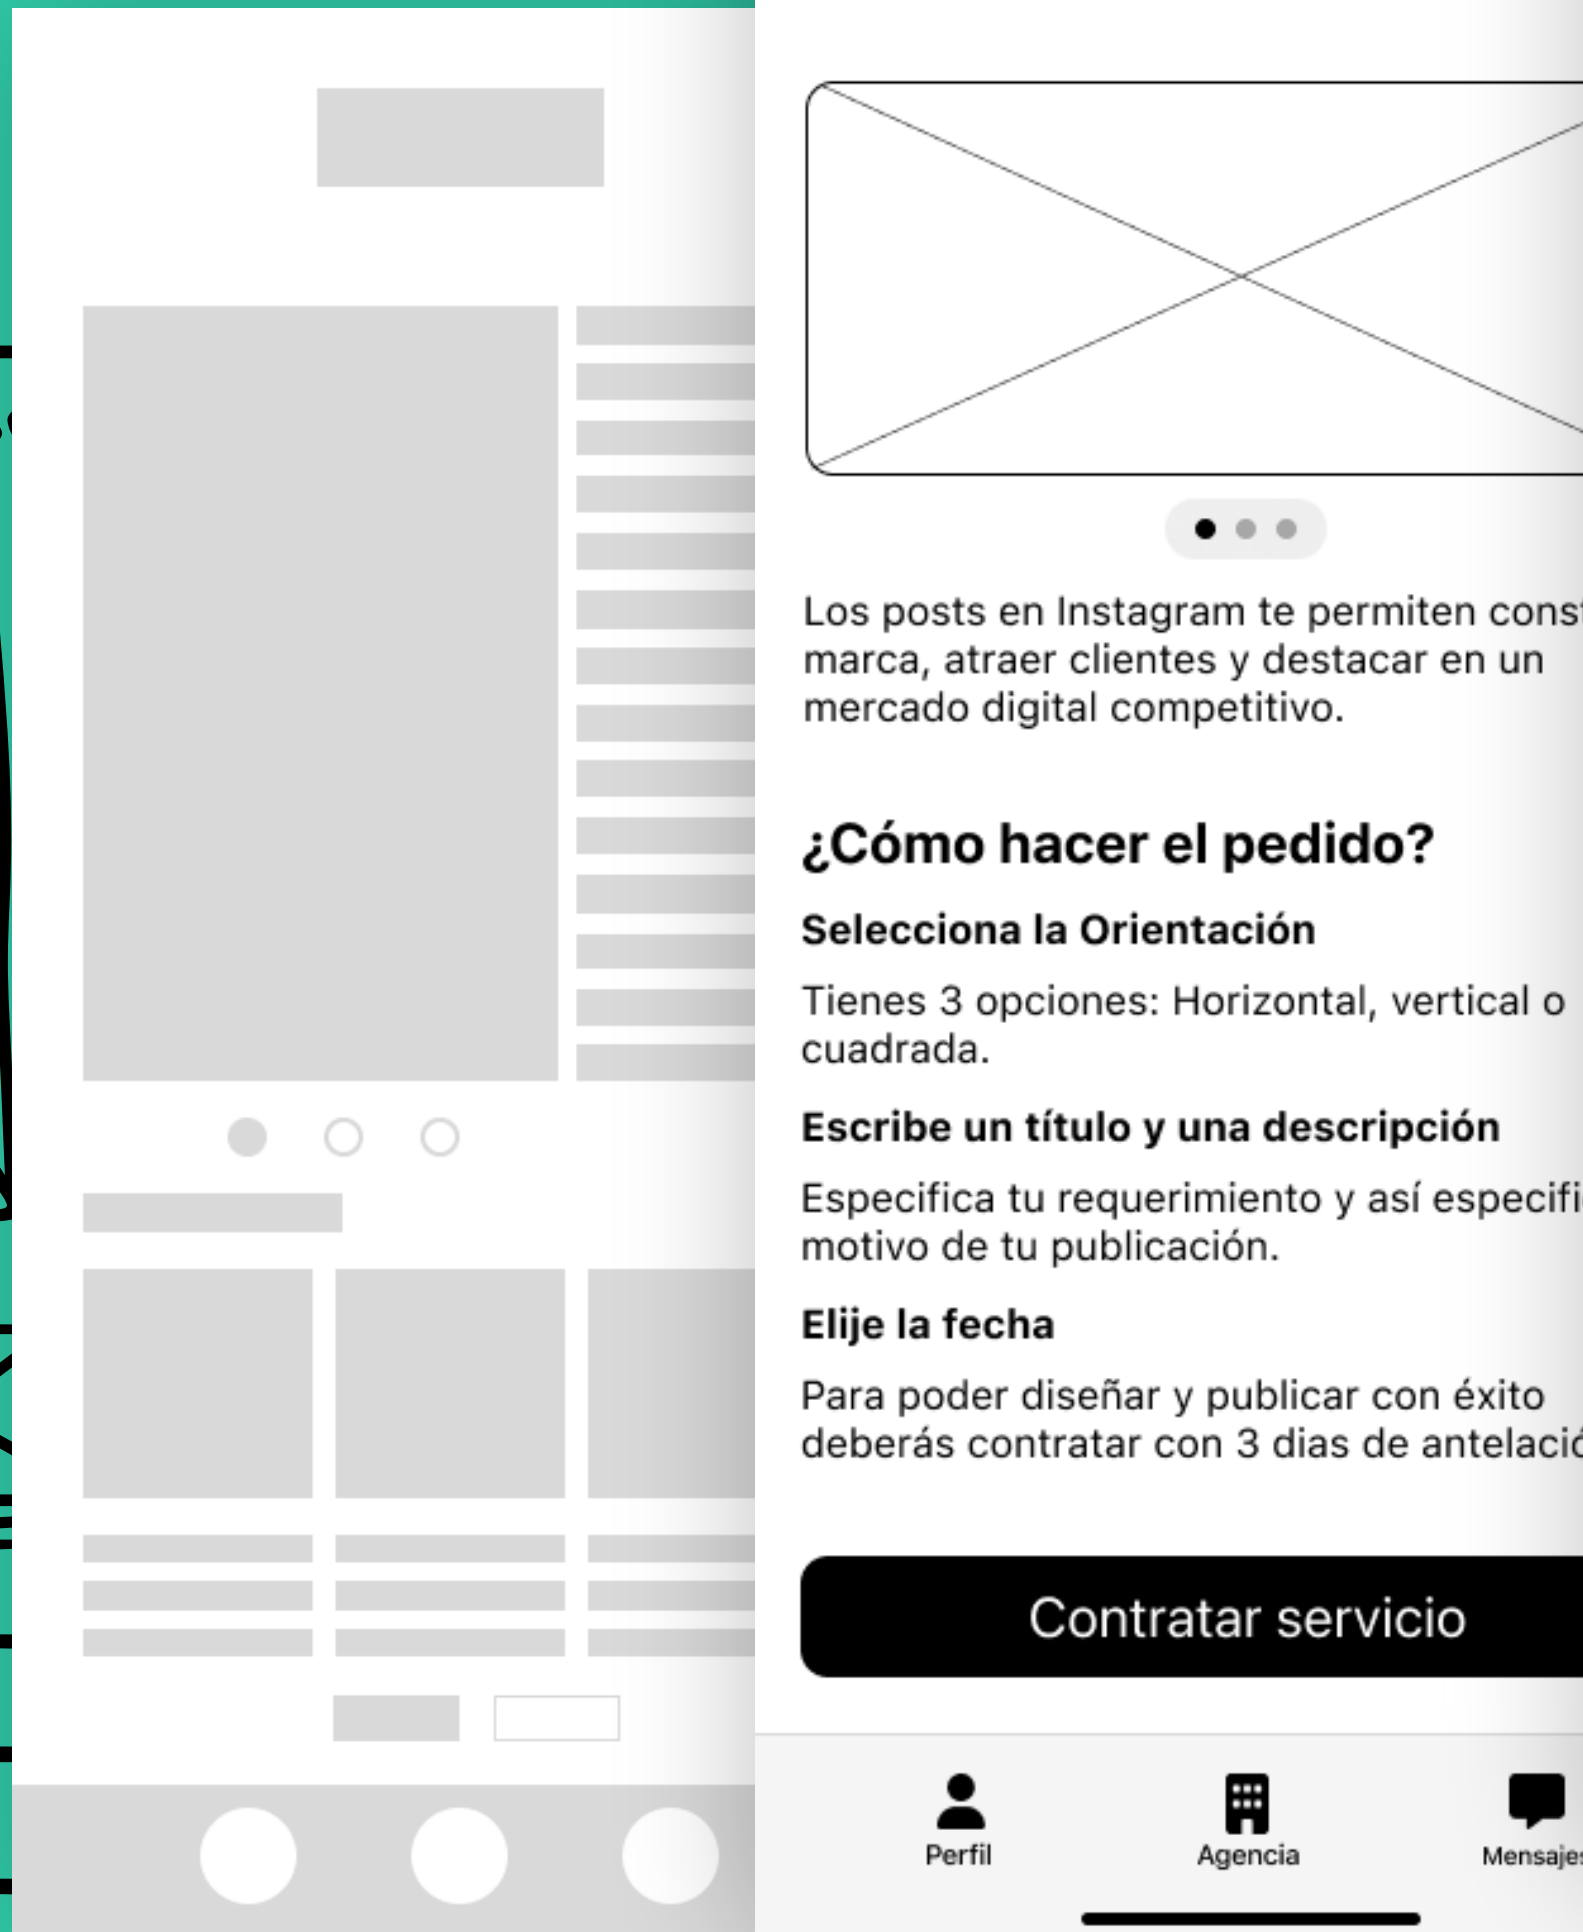 Los posts en Instagram te permiten
marca, atraer clientes y destacar en un
mercado digital competitivo.
¿Cómo hacer el pedido?
Selecciona la Orientación
Tienes 3 opciones: Horizontal, vertical o
cuadrada.
Escribe un título y una descripción
Especifica tu requerimiento y así
motivo de tu publicación.
Elije la fecha
Para poder diseñar y publicar con éxito
deberás contratar con 3 dias de
Contratar servicio
Perfil
Agencia
Mensajes